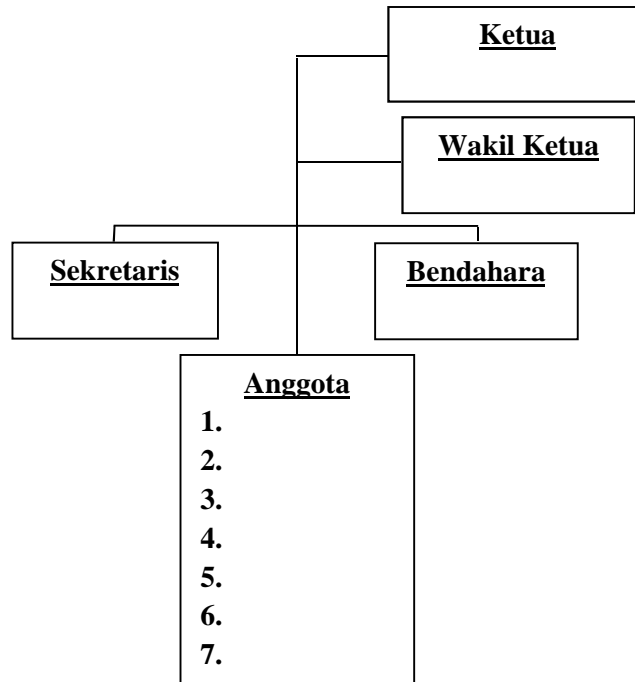 Ketua
Wakil Ketua
Sekretaris
Bendahara
Anggota
1.
2.
3.
4.
5.
6.
7.